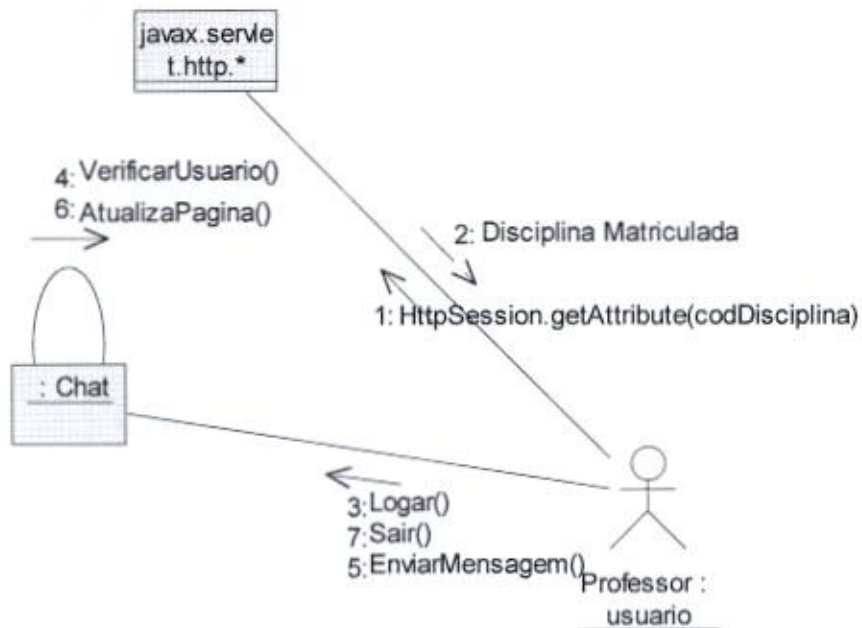 javax.servle
t.http.*
4: VerificarUsuario()
6: AtualizaPagina()
2: Disciplina Matriculada
1: HttpSession.getAttribute(codDisciplina)
: Chat
3: Logar()
7: Sair()
5: EnviarMensagem()
Professor :
usuario